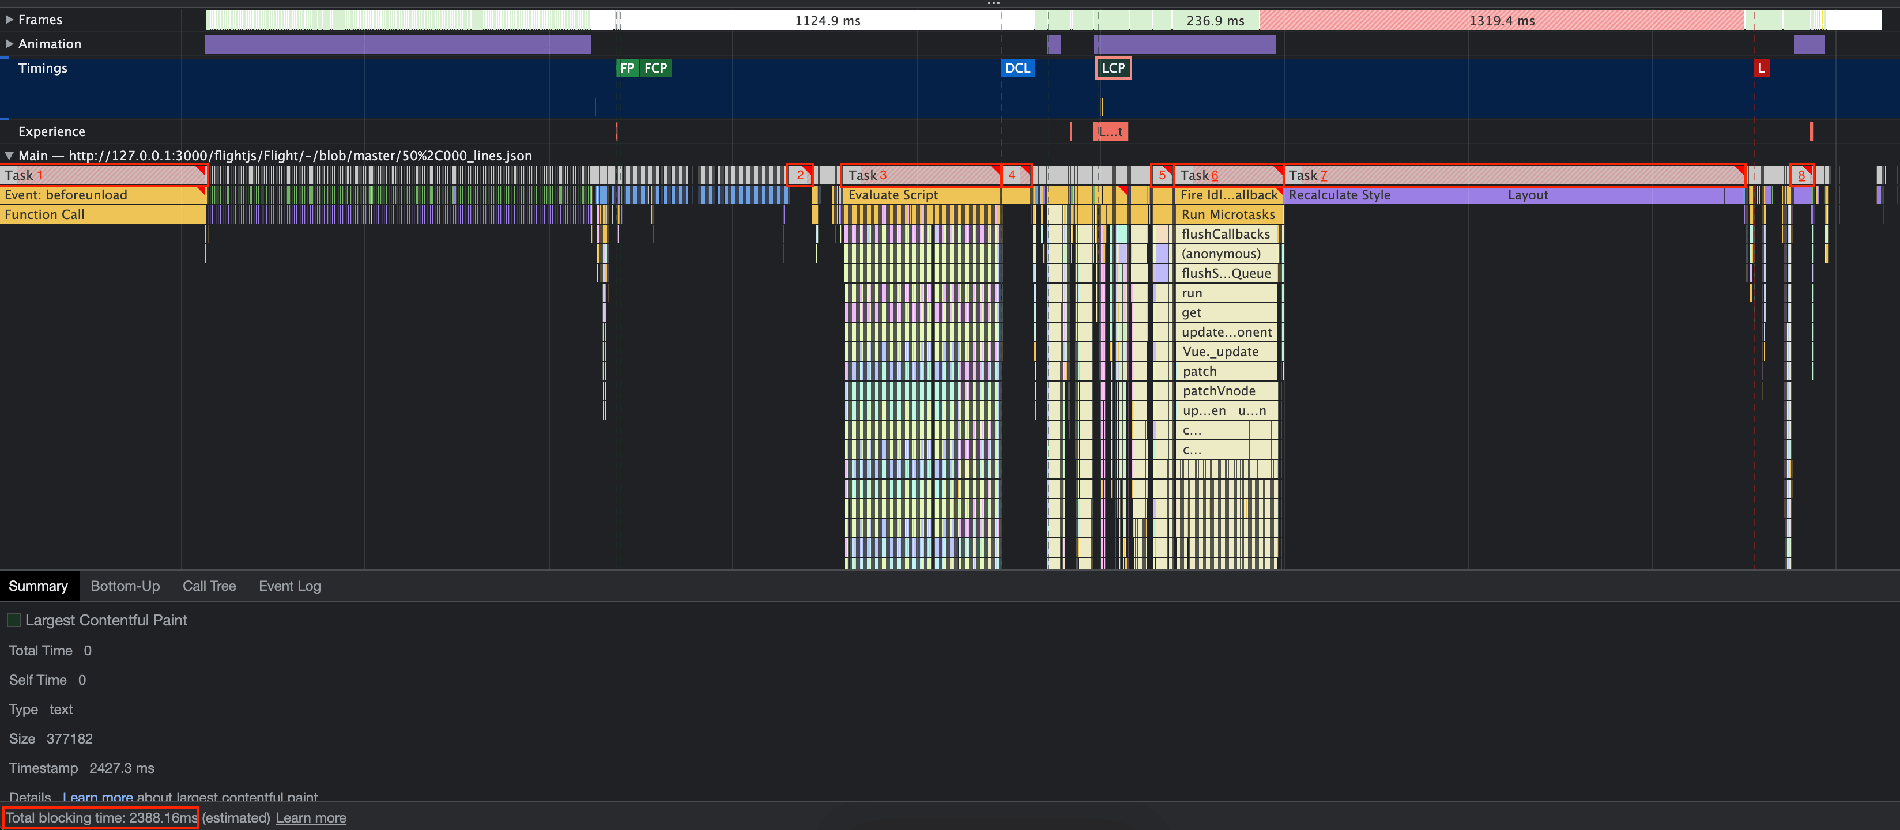 Frames 1124.9 ms 236.9 ms 1319.4 ms
Animation
Timings FP FCP DCL LCP L
Experience L...t
Main — http://127.0.0.1:3000/flightjs/Flight/-/blob/master/50%2C000_lines.json
Task 1 2 Task 3 4 5 Task 6 Task 7 8
Event: beforeunload Evaluate Script Fire Idl...allback Recalculate Style Layout
Function Call Run Microtasks
flushCallbacks
(anonymous)
flushS...Queue
run
get
update...onent
Vue._update
patch
patchVnode
up...en u...n
c...
c...
Summary Bottom-Up Call Tree Event Log
Largest Contentful Paint
Total Time 0
Self Time 0
Type text
Size 377182
Timestamp 2427.3 ms
Details Learn more about largest contentful paint
Total blocking time: 2388.16ms (estimated) Learn more